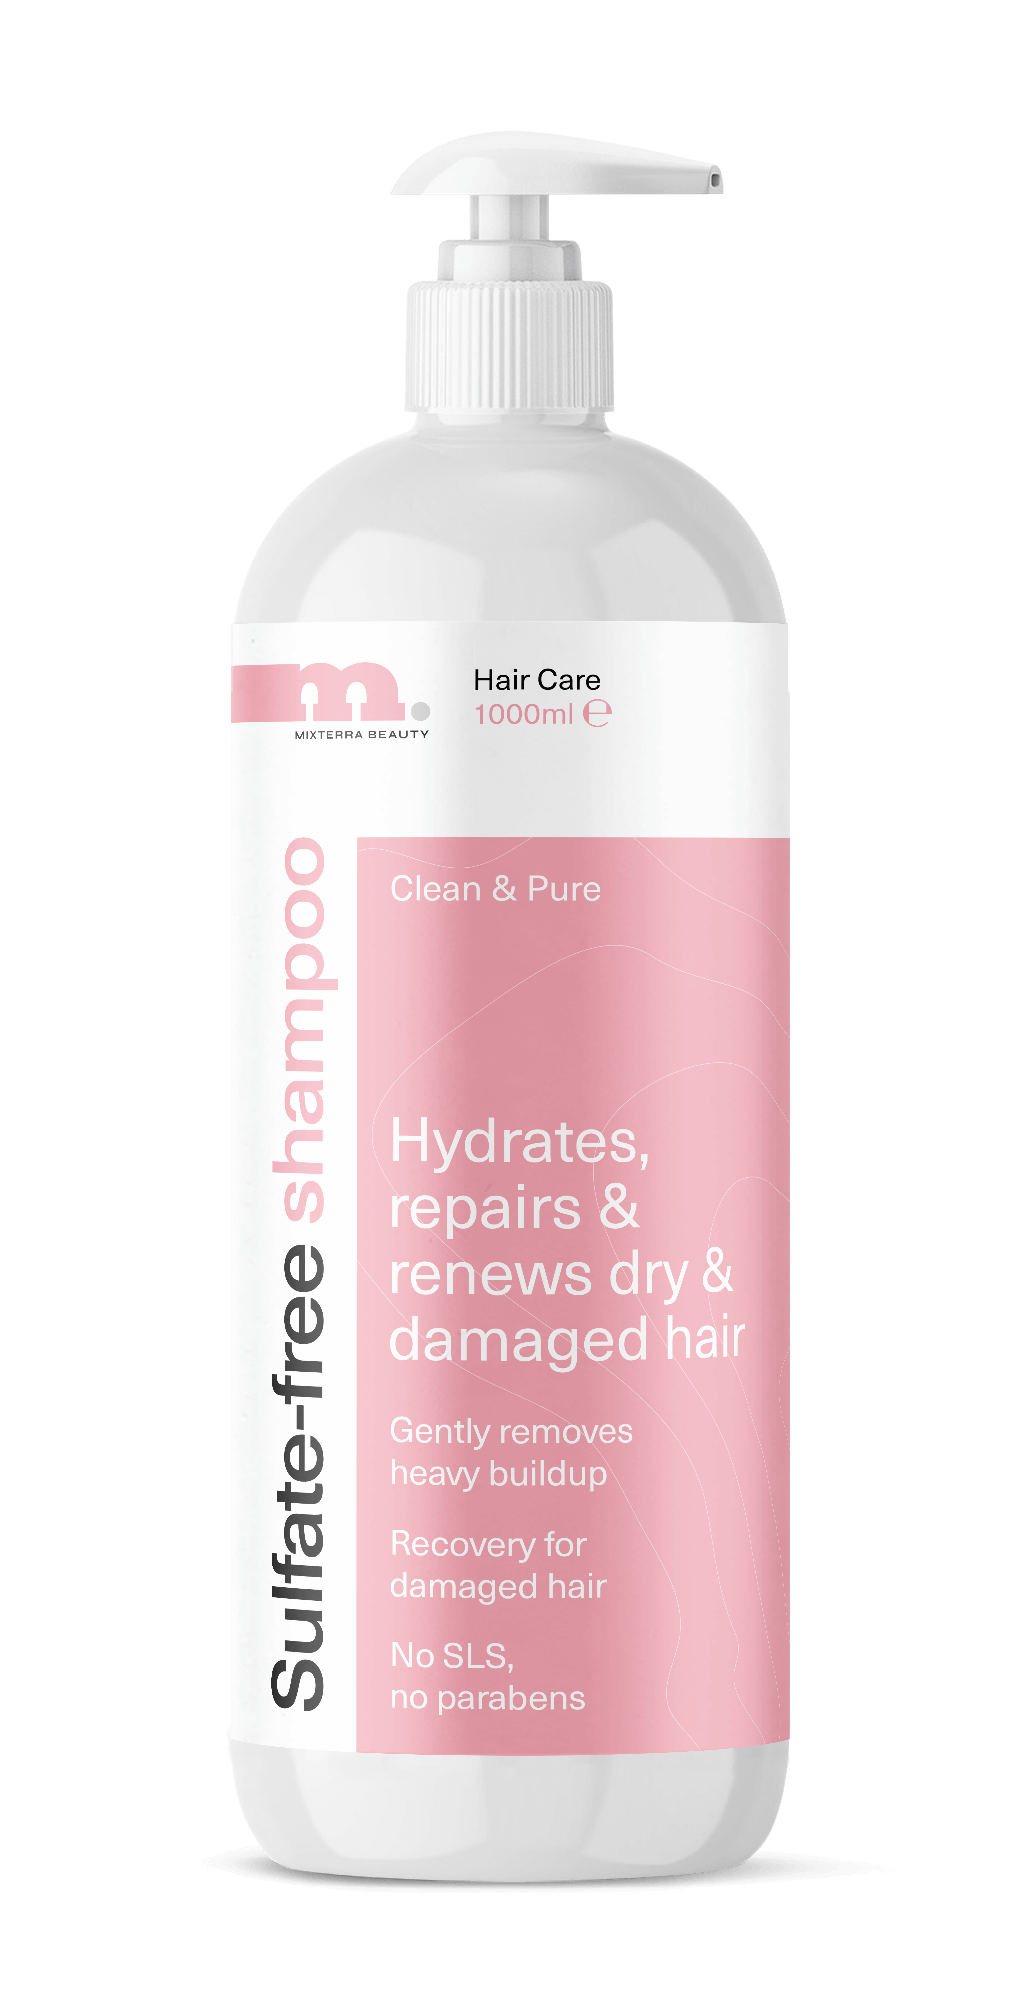 m.
MIXTERRA BEAUTY
Hair Care
1000ml ℮
Sulfate-free shampoo
Clean & Pure
Hydrates,
repairs &
renews dry &
damaged hair
Gently removes
heavy buildup
Recovery for
damaged hair
No SLS,
no parabens